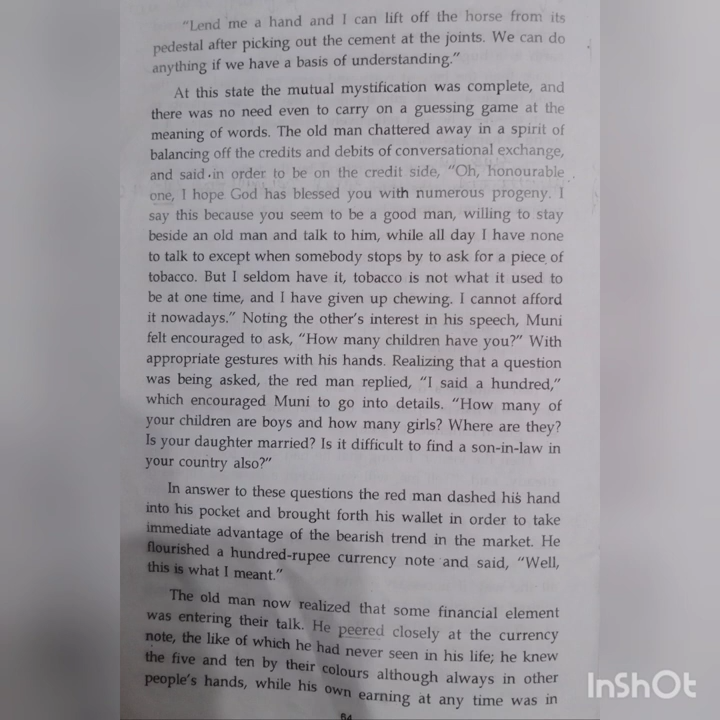 "Lend me a hand and I can lift off the horse from its
pedestal after picking out the cement at the joints. We can do
anything if we have a basis of understanding."
At this state the mutual mystification was complete, and
there was no need even to carry on a guessing game at the
meaning of words. The old man chattered away in a spirit of
balancing off the credits and debits of conversational exchange,
and said in order to be on the credit side, "Oh, honourable
one, I hope God has blessed you with numerous progeny. I
say this because you seem to be a good man, willing to stay
beside an old man and talk to him, while all day I have none
to talk to except when somebody stops by to ask for a piece of
tobacco. But I seldom have it, tobacco is not what it used to
be at one time, and I have given up chewing. I cannot afford
it nowadays." Noting the other's interest in his speech, Muni
felt encouraged to ask, "How many children have you?" With
appropriate gestures with his hands. Realizing that a question
was being asked, the red man replied, "I said a hundred,"
which encouraged Muni to go into details. "How many of
your children are boys and how many girls? Where are they?
Is your daughter married? Is it difficult to find a son-in-law in
your country also?"
In answer to these questions the red man dashed his hand
into his pocket and brought forth his wallet in order to take
immediate advantage of the bearish trend in the market. He
flourished a hundred-rupee currency note and said, "Well,
this is what I meant."
The old man now realized that some financial element
was entering their talk. He peered closely at the currency
note, the like of which he had never seen in his life; he knew
the five and ten by their colours although always in other
people's hands, while his own earning at any time was in
84
InShOt